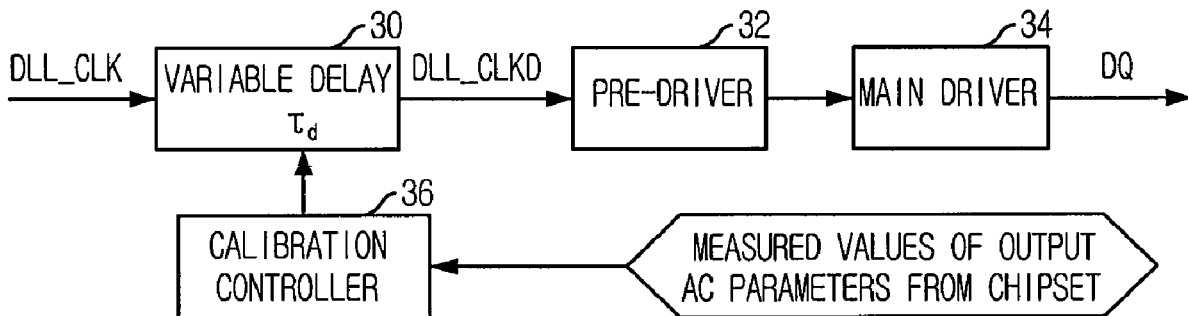 30
32
34
DLL_CLK
VARIABLE DELAY
τd
DLL_CLKD
PRE-DRIVER
MAIN DRIVER
DQ
36
CALIBRATION
CONTROLLER
MEASURED VALUES OF OUTPUT
AC PARAMETERS FROM CHIPSET